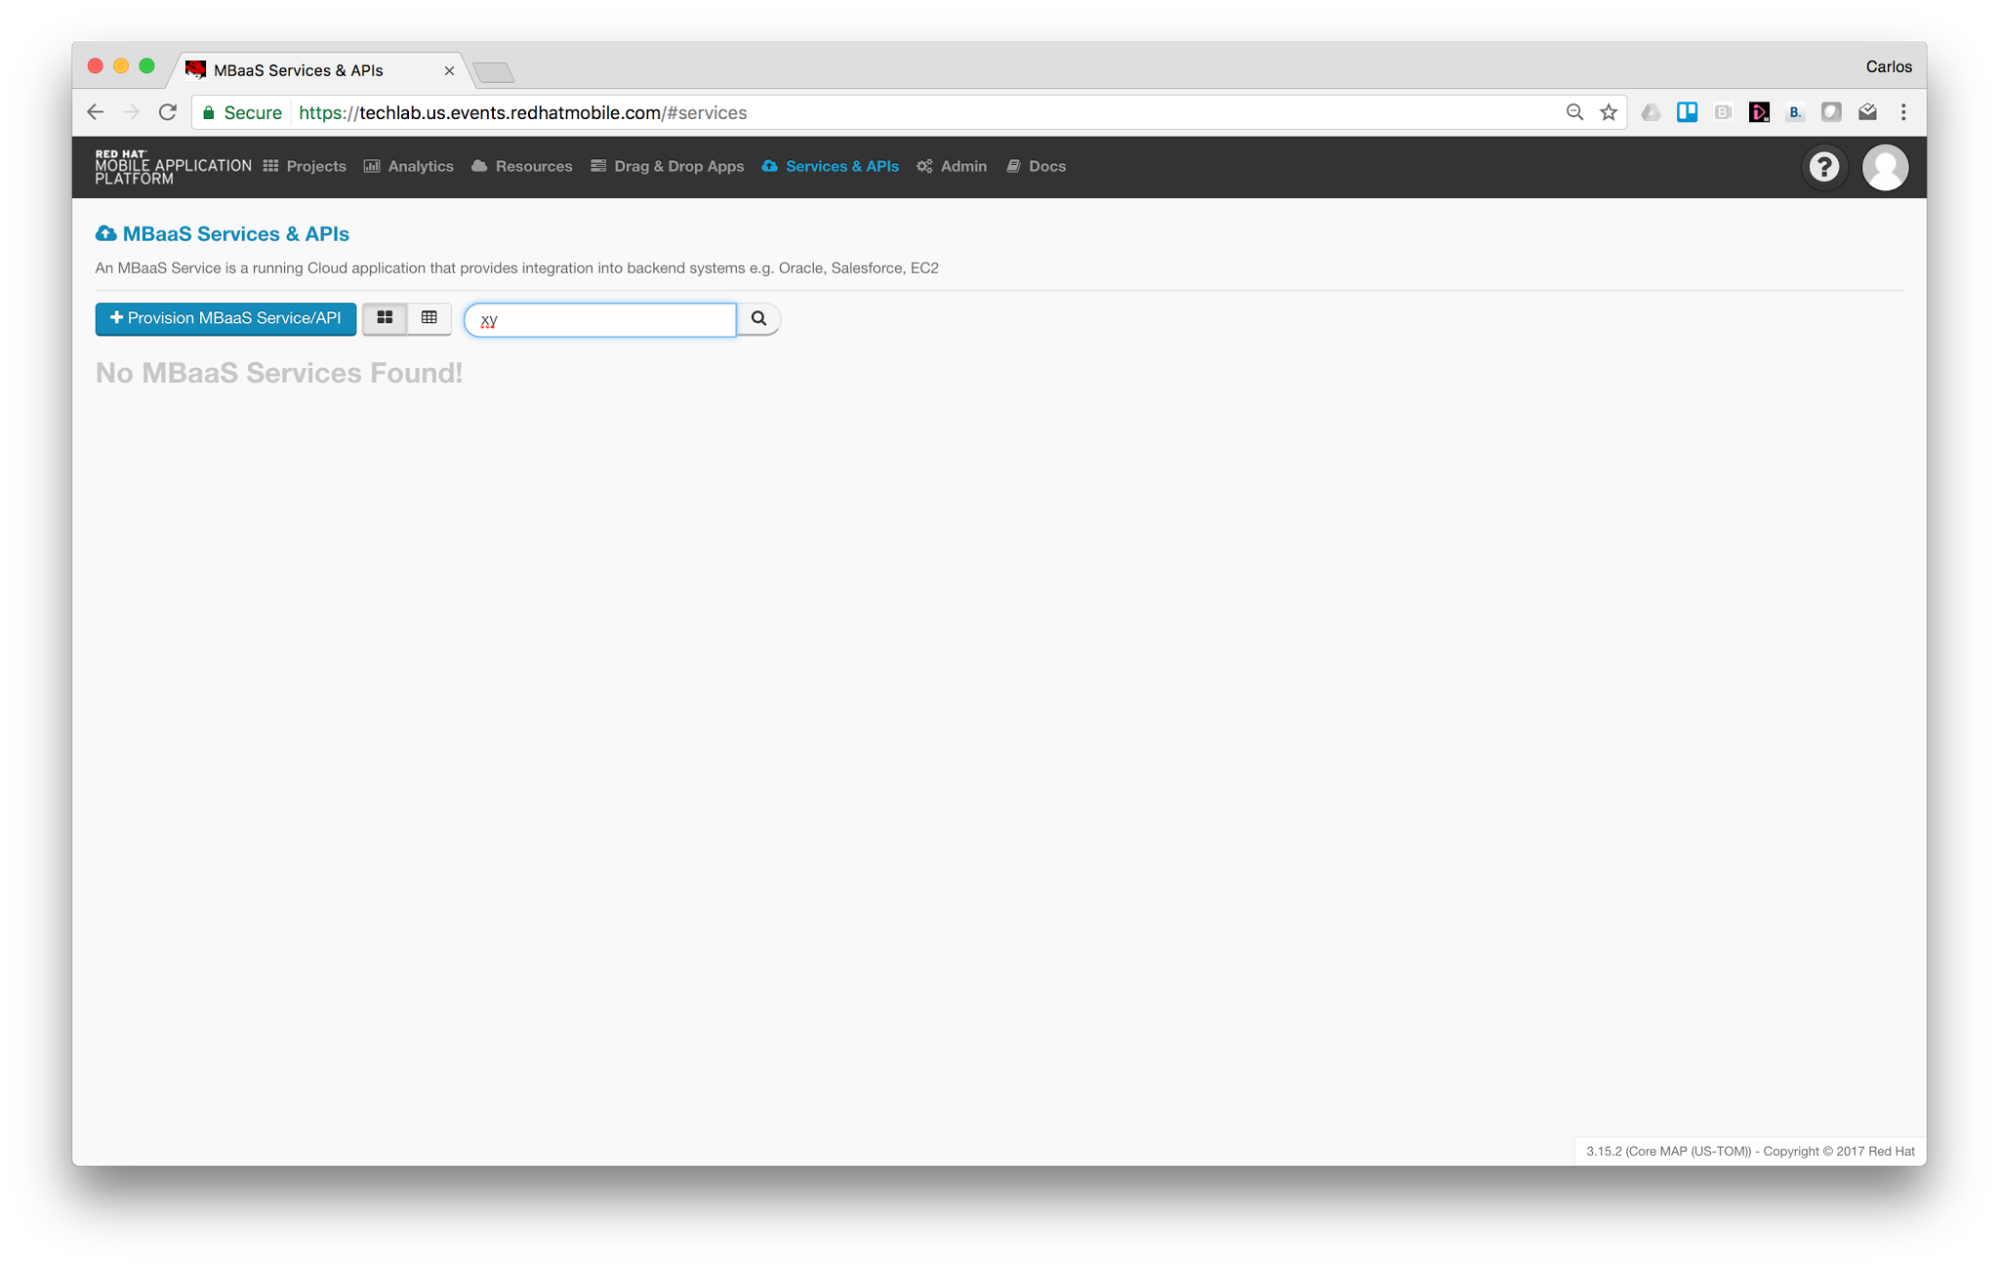 MBaaS Services & APIs
Carlos
Secure https://techlab.us.events.redhatmobile.com/#services
RED HAT
MOBILE APPLICATION
PLATFORM
Projects Analytics Resources Drag & Drop Apps Services & APIs Admin Docs
MBaaS Services & APIs
An MBaaS Service is a running Cloud application that provides integration into backend systems e.g. Oracle, Salesforce, EC2
+ Provision MBaaS Service/API
xy
No MBaaS Services Found!
3.15.2 (Core MAP (US-TOM)) - Copyright © 2017 Red Hat